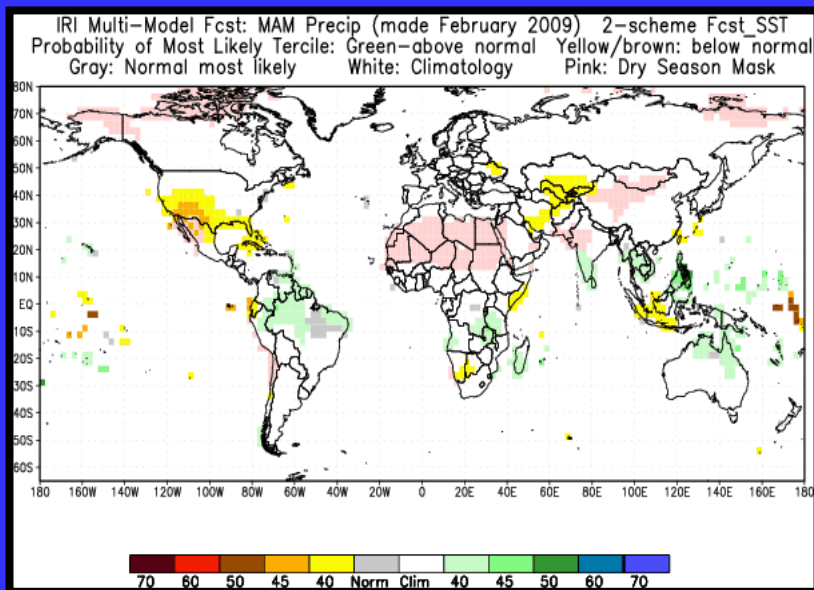 IRI Multi-Model Fcst: MAM Precip (made February 2009) 2-scheme Fcst_SST
Probability of Most Likely Tercile: Green-above normal Yellow/brown: below normal
Gray: Normal most likely White: Climatology Pink: Dry Season Mask
80N
70N
60N
50N
40N
30N
20N
10N
EQ
10S
20S
30S
40S
50S
60S
180 160W 140W 120W 100W 80W 60W 40W 20W 0 20E 40E 60E 80E 100E 120E 140E 160E 180
70 60 50 45 40 Norm Clim 40 45 50 60 70